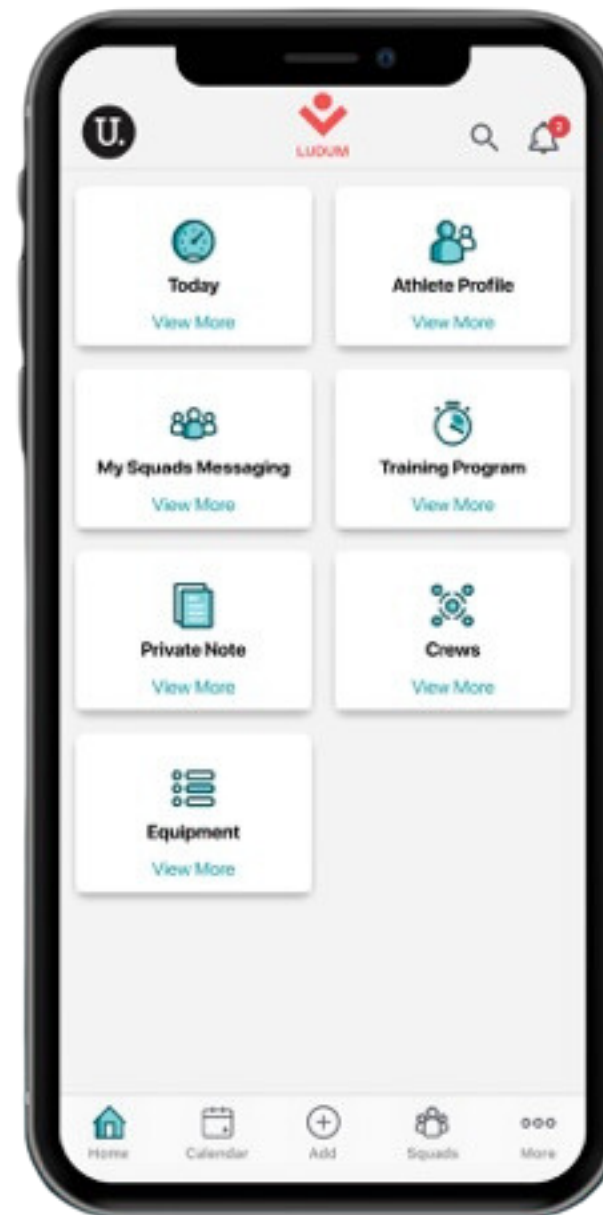 U.
LUDUM
Today
View More
Athlete Profile
View More
My Squads Messaging
View More
Training Program
View More
Private Note
View More
Crews
View More
Equipment
View More
Home
Calendar
Add
Squads
More